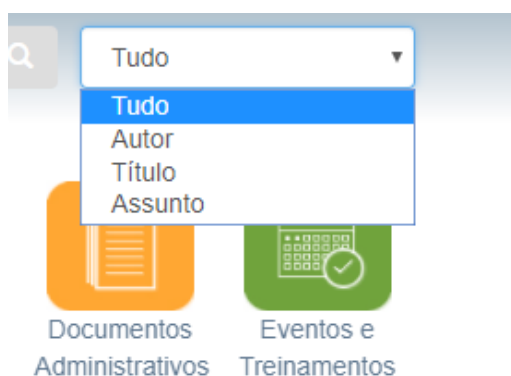 Tudo
Tudo
Autor
Título
Assunto
Documentos
Administrativos
Eventos e
Treinamentos